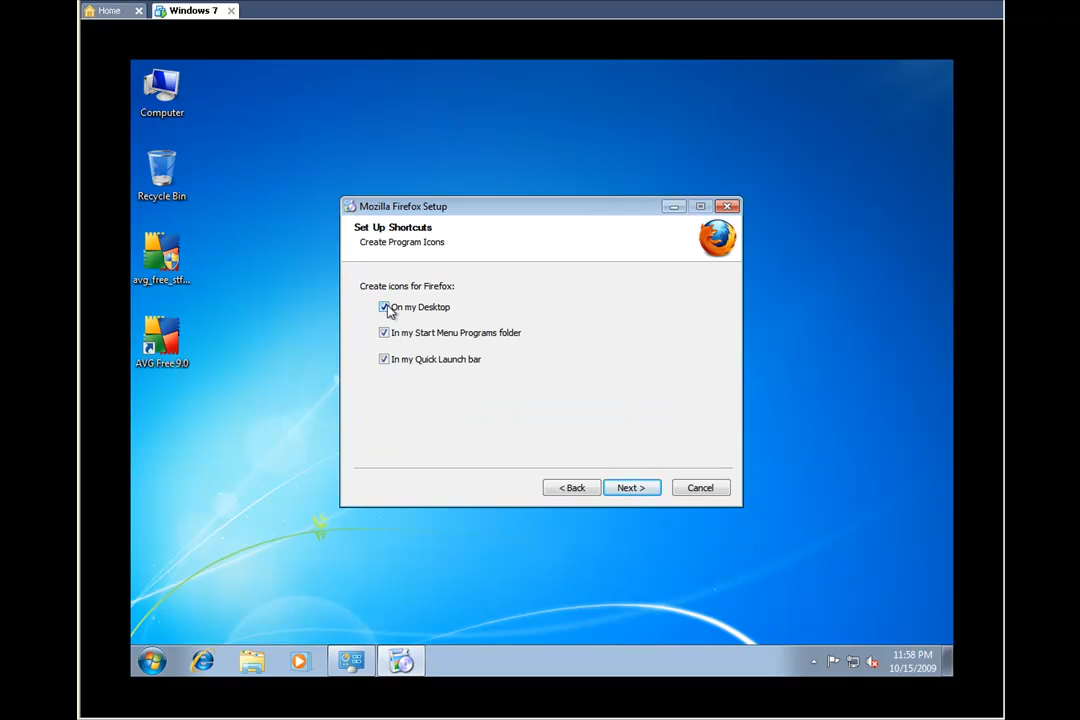 Home
Windows 7
Computer
Recycle Bin
avg_free_stf...
AVG Free 9.0
Mozilla Firefox Setup
Set Up Shortcuts
Create Program Icons
Create icons for Firefox:
On my Desktop
In my Start Menu Programs folder
In my Quick Launch bar
< Back
Next >
Cancel
11:58 PM
10/15/2009